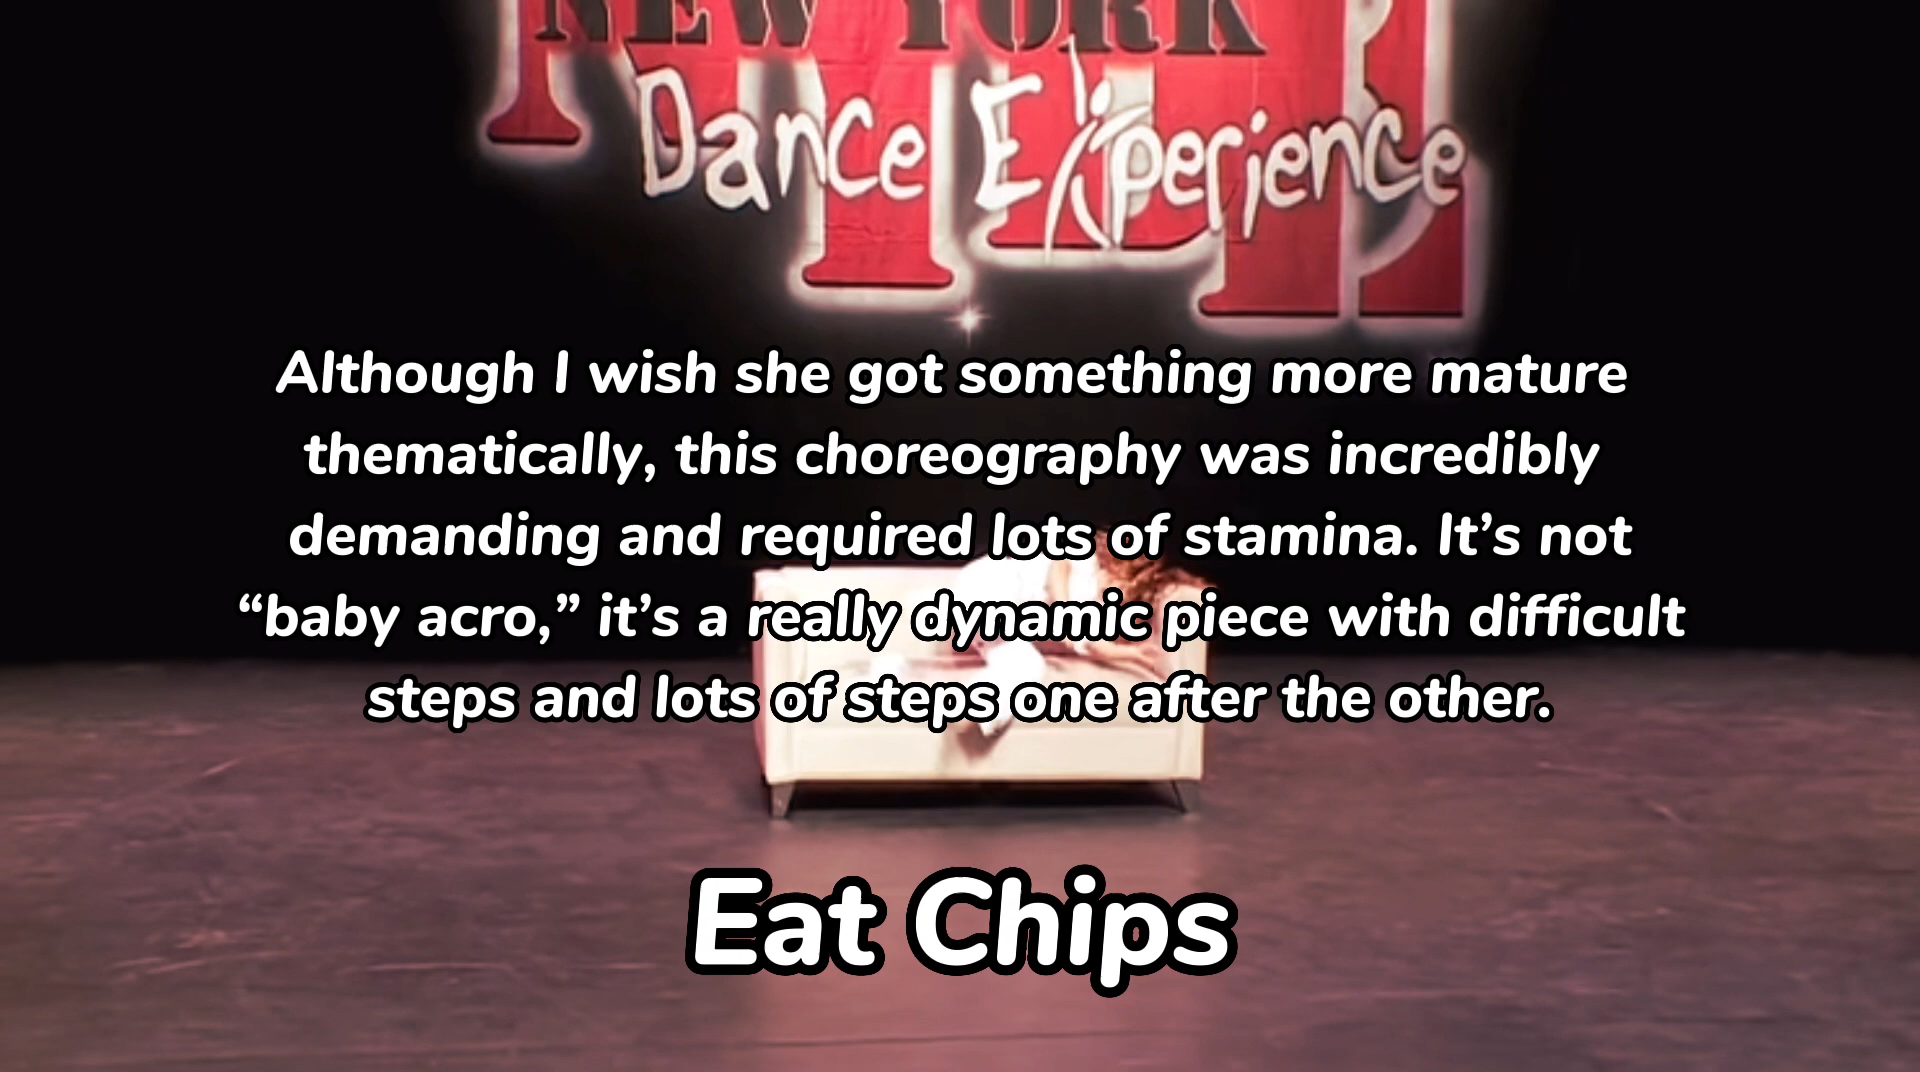 NEW YORK
Dance Experience
Although I wish she got something more mature
thematically, this choreography was incredibly
demanding and required lots of stamina. It’s not
“baby acro,” it’s a really dynamic piece with difficult
steps and lots of steps one after the other.
Eat Chips